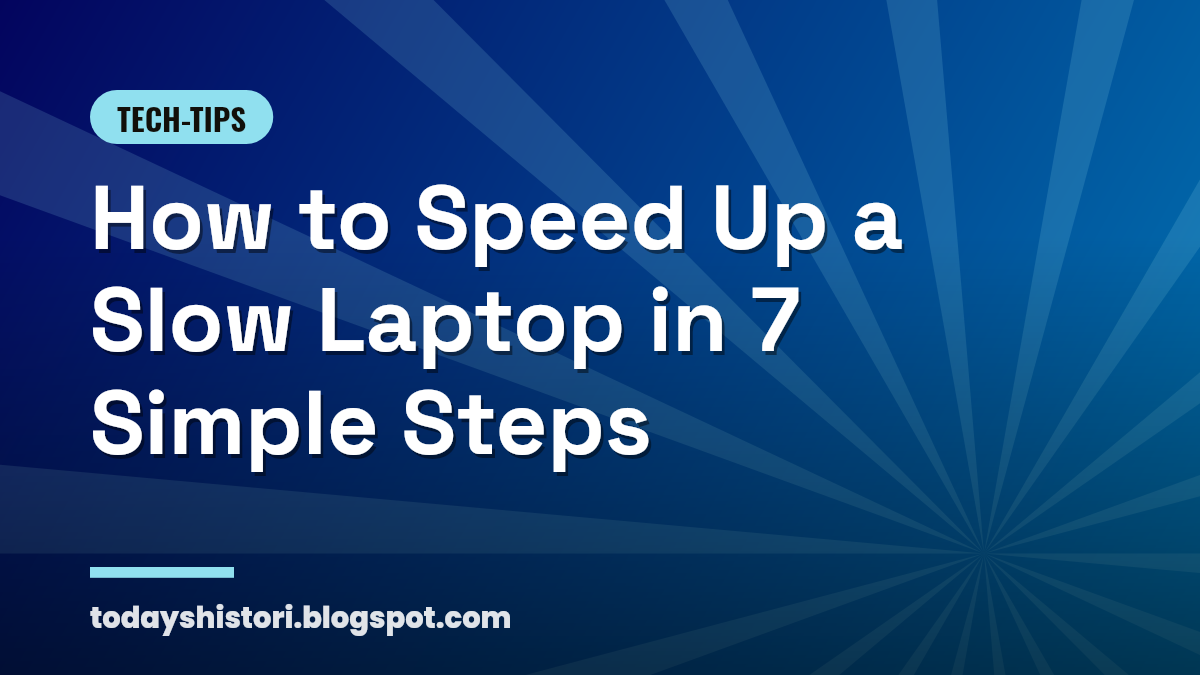 TECH-TIPS
How to Speed Up a
Slow Laptop in 7
Simple Steps
todayshistori.blogspot.com